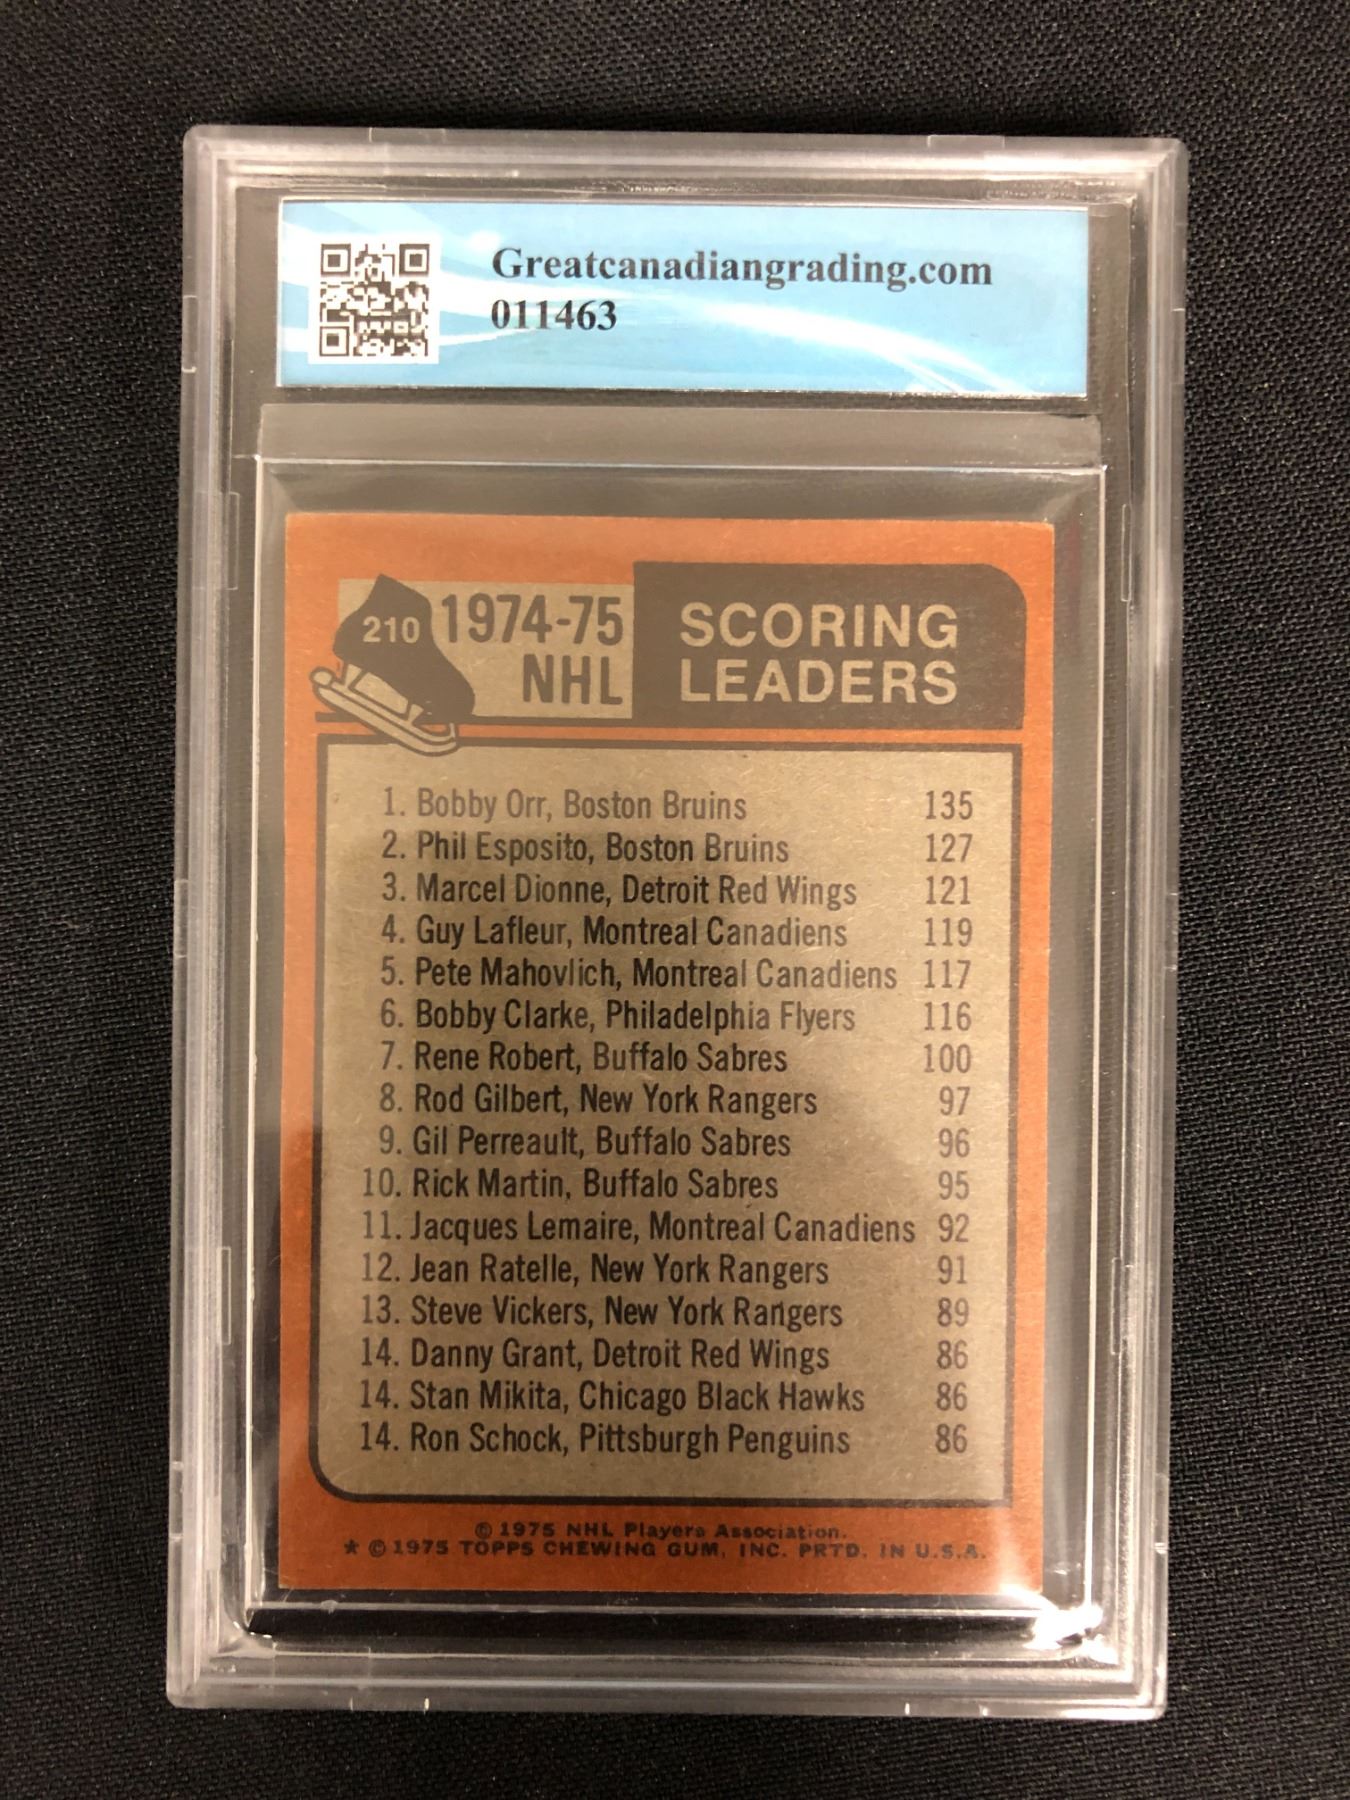 Greatcanadiangrading.com
011463
210 1974-75 NHL
SCORING LEADERS
1. Bobby Orr, Boston Bruins 135
2. Phil Esposito, Boston Bruins 127
3. Marcel Dionne, Detroit Red Wings 121
4. Guy Lafleur, Montreal Canadiens 119
5. Pete Mahovlich, Montreal Canadiens 117
6. Bobby Clarke, Philadelphia Flyers 116
7. Rene Robert, Buffalo Sabres 100
8. Rod Gilbert, New York Rangers 97
9. Gil Perreault, Buffalo Sabres 96
10. Rick Martin, Buffalo Sabres 95
11. Jacques Lemaire, Montreal Canadiens 92
12. Jean Ratelle, New York Rangers 91
13. Steve Vickers, New York Rangers 89
14. Danny Grant, Detroit Red Wings 86
14. Stan Mikita, Chicago Black Hawks 86
14. Ron Schock, Pittsburgh Penguins 86
© 1975 NHL Players Association.
★ © 1975 TOPPS CHEWING GUM, INC. PRTD. IN U.S.A.